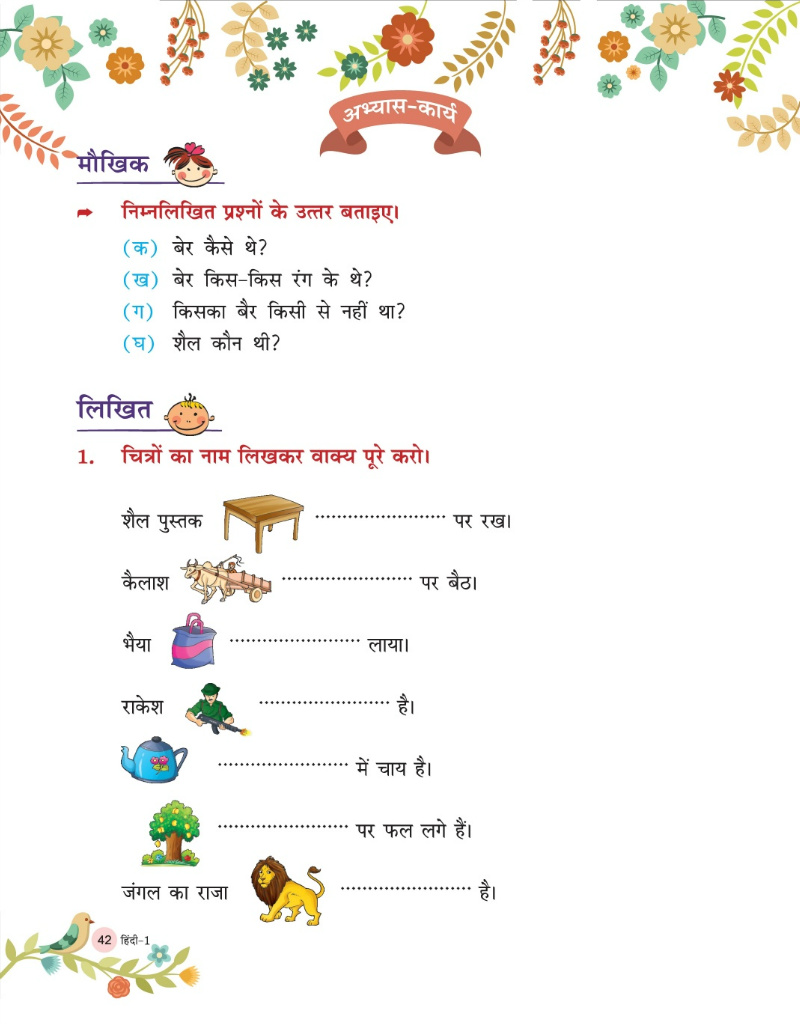 अभ्यास-कार्य
मौखिक
➦ निम्नलिखित प्रश्नों के उत्तर बताइए।
(क) बेर कैसे थे?
(ख) बेर किस-किस रंग के थे?
(ग) किसका बैर किसी से नहीं था?
(घ) शैल कौन थी?
लिखित
1. चित्रों का नाम लिखकर वाक्य पूरे करो।
शैल पुस्तक ........................ पर रख।
कैलाश ........................ पर बैठ।
भैया ........................ लाया।
राकेश ........................ है।
........................ में चाय है।
........................ पर फल लगे हैं।
जंगल का राजा ........................ है।
42 हिंदी-1